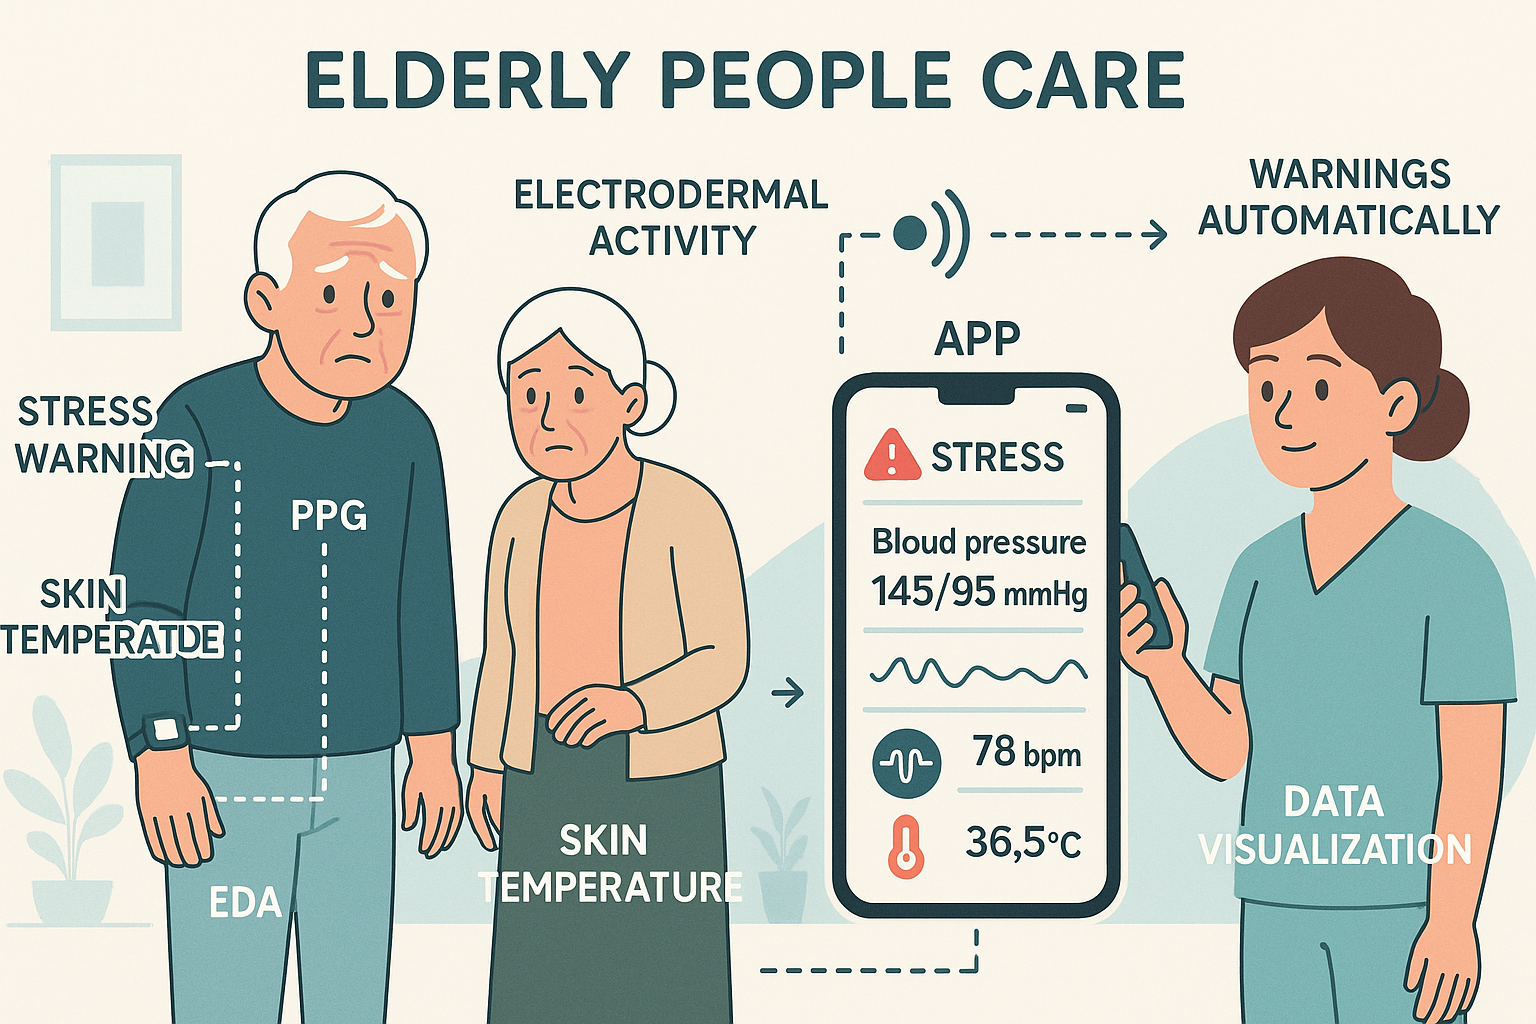 ELDERLY PEOPLE CARE
ELECTRODERMAL
ACTIVITY
WARNINGS
AUTOMATICALLY
STRESS
WARNING
PPG
SKIN
TEMPERATDE
EDA
SKIN
TEMPERATURE
APP
STRESS
Bloud pressure
145/95 mmHg
78 bpm
36,5°C
DATA
VISUALIZATION